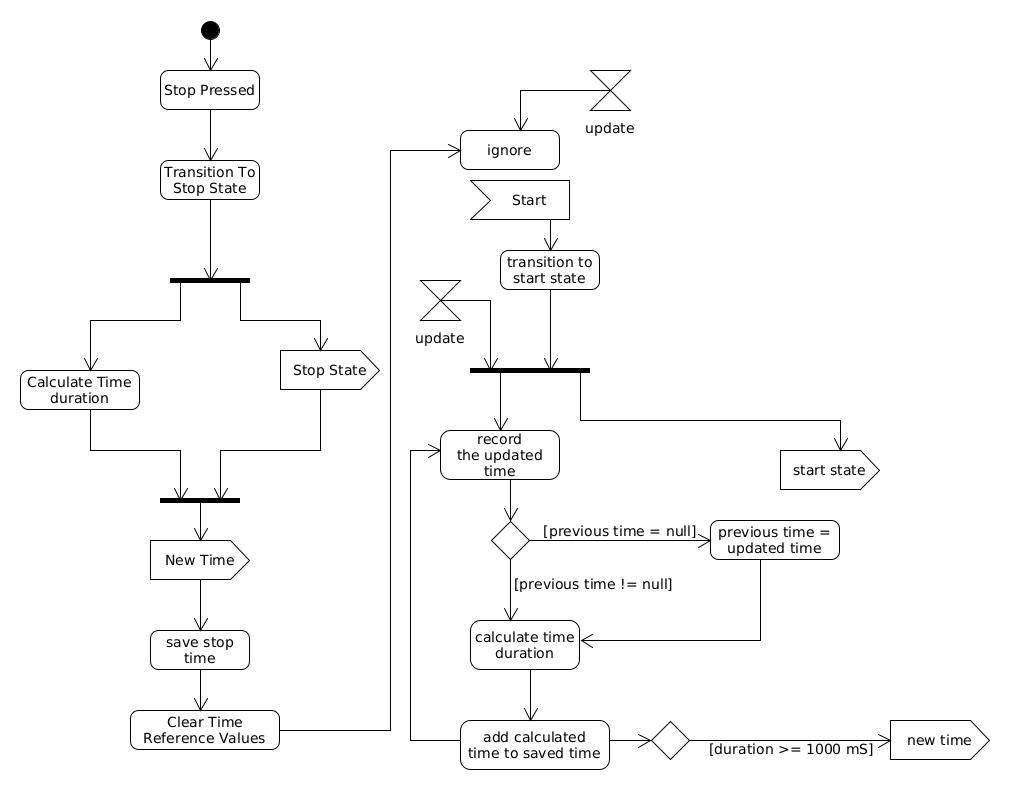 Stop Pressed
Transition To
Stop State
Calculate Time
duration
Stop State
New Time
save stop
time
Clear Time
Reference Values
update
ignore
Start
transition to
start state
update
record
the updated
time
start state
[previous time = null]
previous time =
updated time
[previous time != null]
calculate time
duration
add calculated
time to saved time
[duration >= 1000 mS]
new time